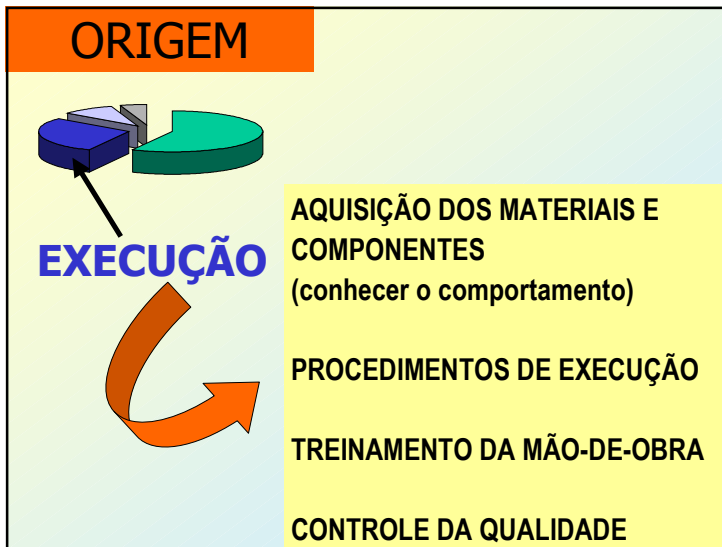 ORIGEM
EXECUÇÃO
AQUISIÇÃO DOS MATERIAIS E
COMPONENTES
(conhecer o comportamento)
PROCEDIMENTOS DE EXECUÇÃO
TREINAMENTO DA MÃO-DE-OBRA
CONTROLE DA QUALIDADE